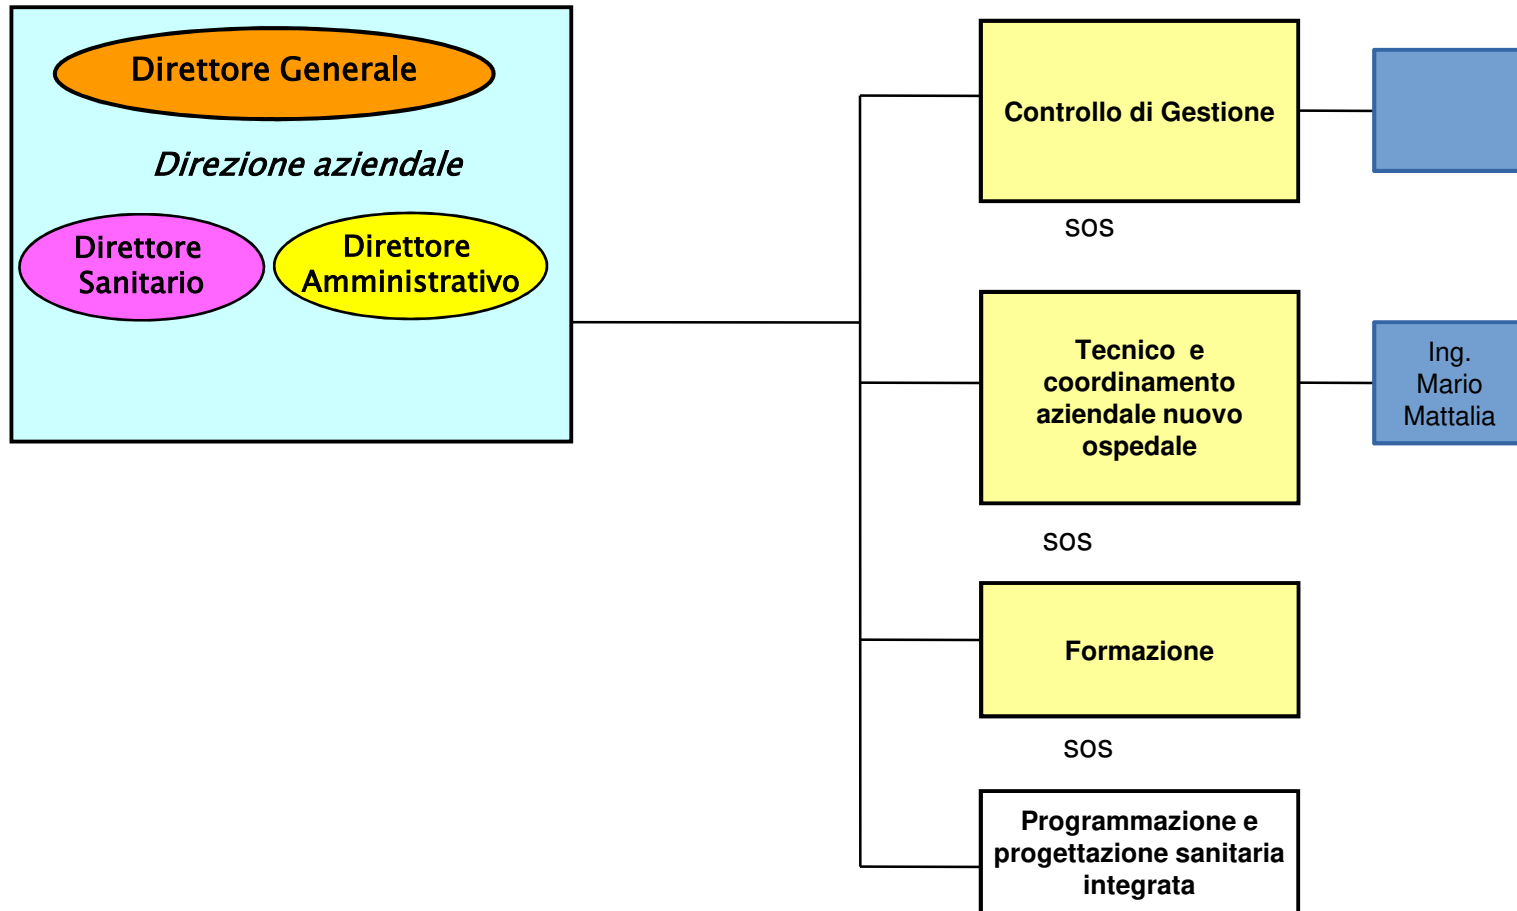 Direttore Generale
Direzione aziendale
Direttore
Sanitario
Direttore
Amministrativo
Controllo di Gestione
SOS
Tecnico e
coordinamento
aziendale nuovo
ospedale
Ing.
Mario
Mattalia
SOS
Formazione
SOS
Programmazione e
progettazione sanitaria
integrata